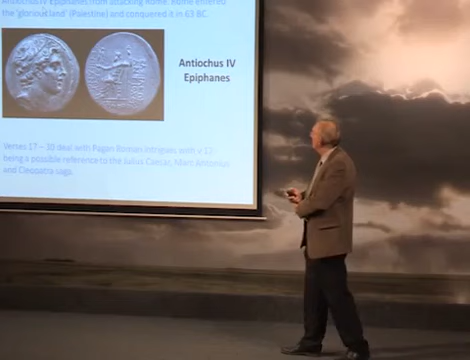 Antiochus IV Epiphanes from attacking Rome. Rome entered
the 'glorious land' (Palestine) and conquered it in 63 BC.
Antiochus IV
Epiphanes
Verses 17 – 30 deal with Pagan Roman intrigues, with v 17
being a possible reference to the Julius Caesar, Marc Antonius
and Cleopatra saga.